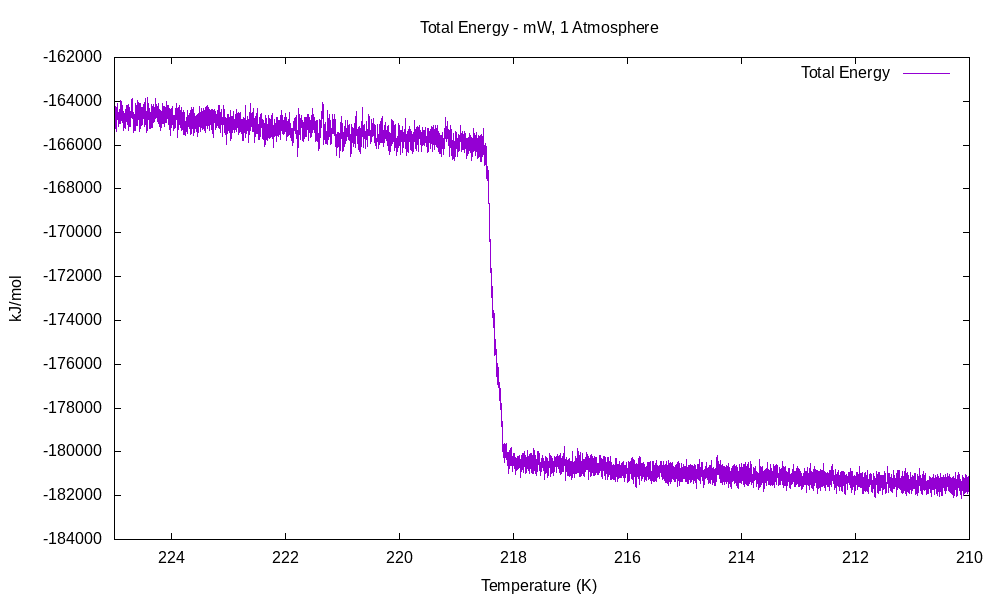 Total Energy - mW, 1 Atmosphere
Total Energy
-162000
-164000
-166000
-168000
-170000
-172000
-174000
-176000
-178000
-180000
-182000
-184000
kJ/mol
224 222 220 218 216 214 212 210
Temperature (K)